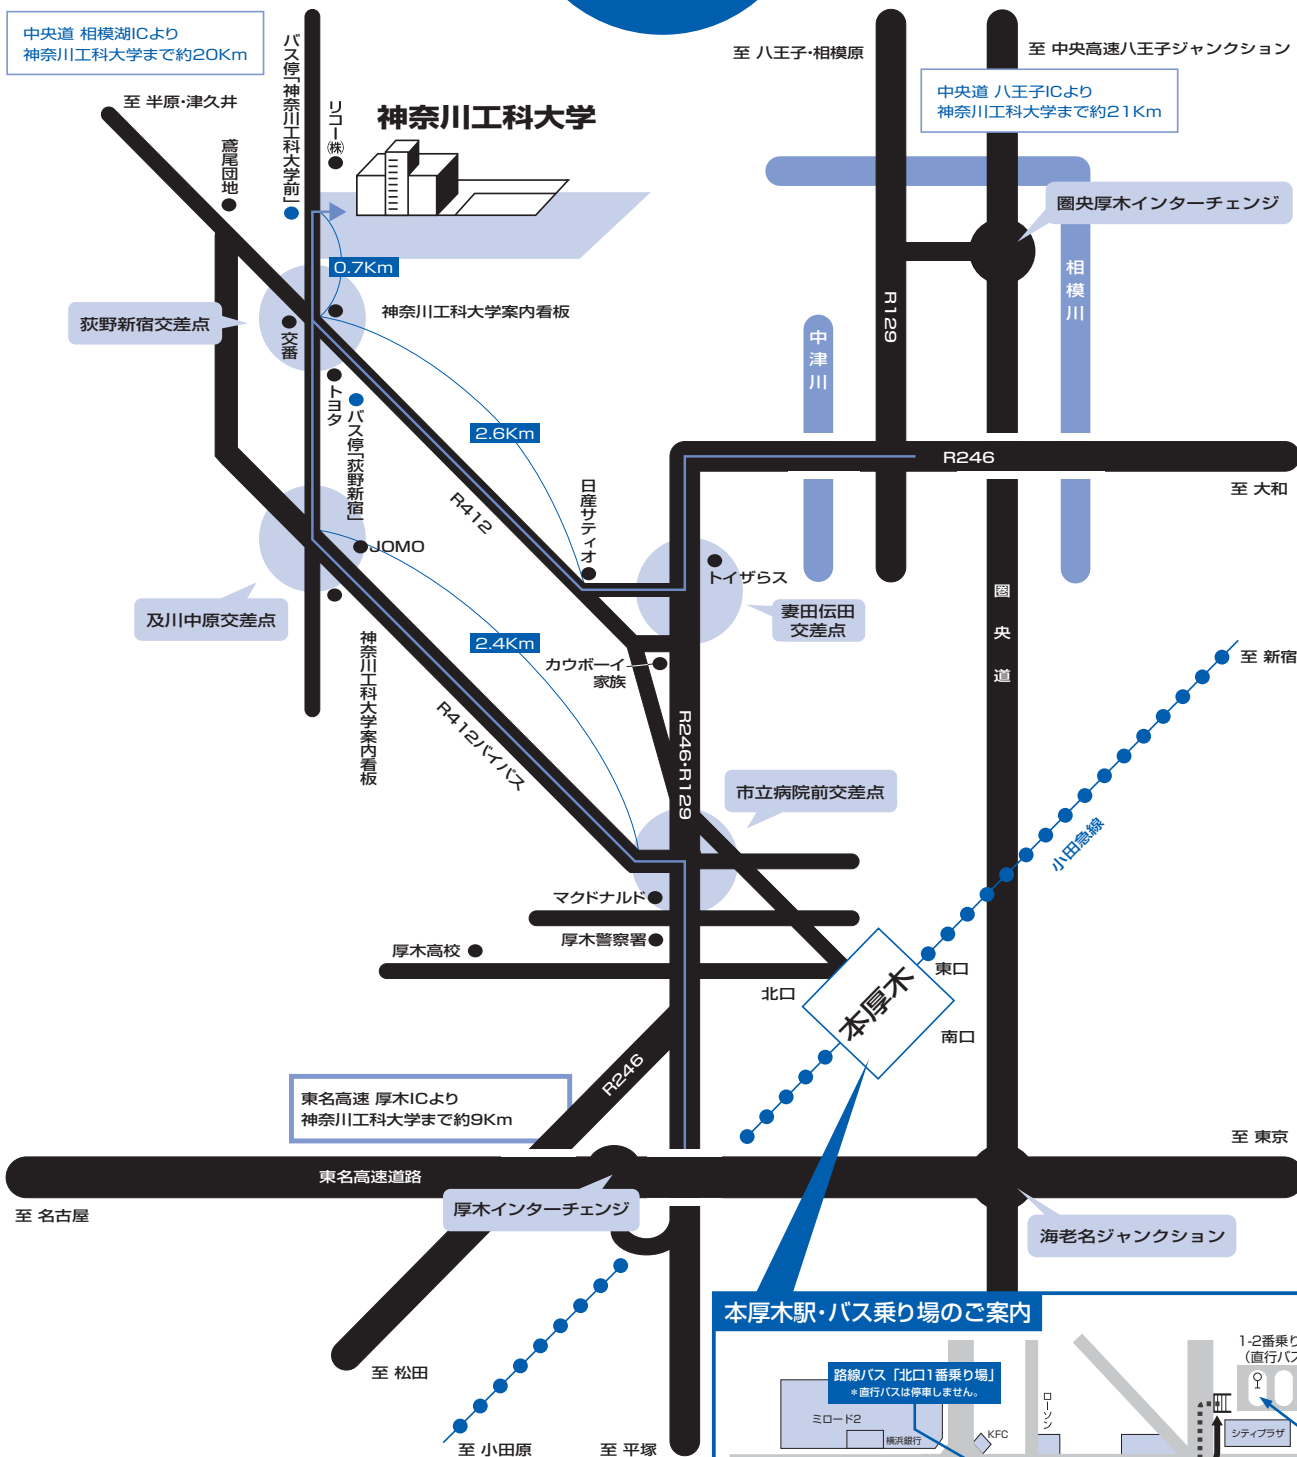 中央道 相模湖ICより
神奈川工科大学まで約20Km
至 半原・津久井
鳶尾団地
バス停「神奈川工科大学前」
リコー(株)
神奈川工科大学
至 八王子・相模原
至 中央高速八王子ジャンクション
中央道 八王子ICより
神奈川工科大学まで約21Km
圏央厚木インターチェンジ
相模川
中津川
R129
0.7Km
荻野新宿交差点
交番
神奈川工科大学案内看板
トヨタ
バス停「荻野新宿」
2.6Km
R412
日産サティオ
R246
至 大和
JOMO
トイザらス
及川中原交差点
妻田伝田
交差点
圏央道
2.4Km
カウボーイ
家族
神奈川工科大学案内看板
R412バイパス
R246・R129
至 新宿
市立病院前交差点
小田急線
マクドナルド
厚木警察署
厚木高校
北口
東口
本厚木
南口
R246
東名高速 厚木ICより
神奈川工科大学まで約9Km
至 東京
東名高速道路
至 名古屋
厚木インターチェンジ
海老名ジャンクション
至 松田
至 小田原
至 平塚
本厚木駅・バス乗り場のご案内
路線バス「北口1番乗り場」
＊直行バスは停車しません。
ミロード2
横浜銀行
KFC
ローソン
1-2番乗り
(直行バス
シティプラザ